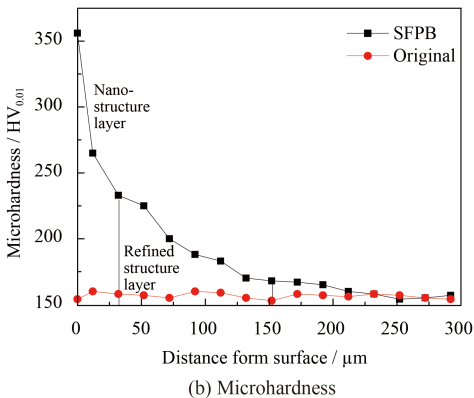 350
300
250
200
150
Microhardness / HV0.01
SFPB
Original
Nano-
structure
layer
Refined
structure
layer
0
50
100
150
200
250
300
Distance form surface / µm
(b) Microhardness